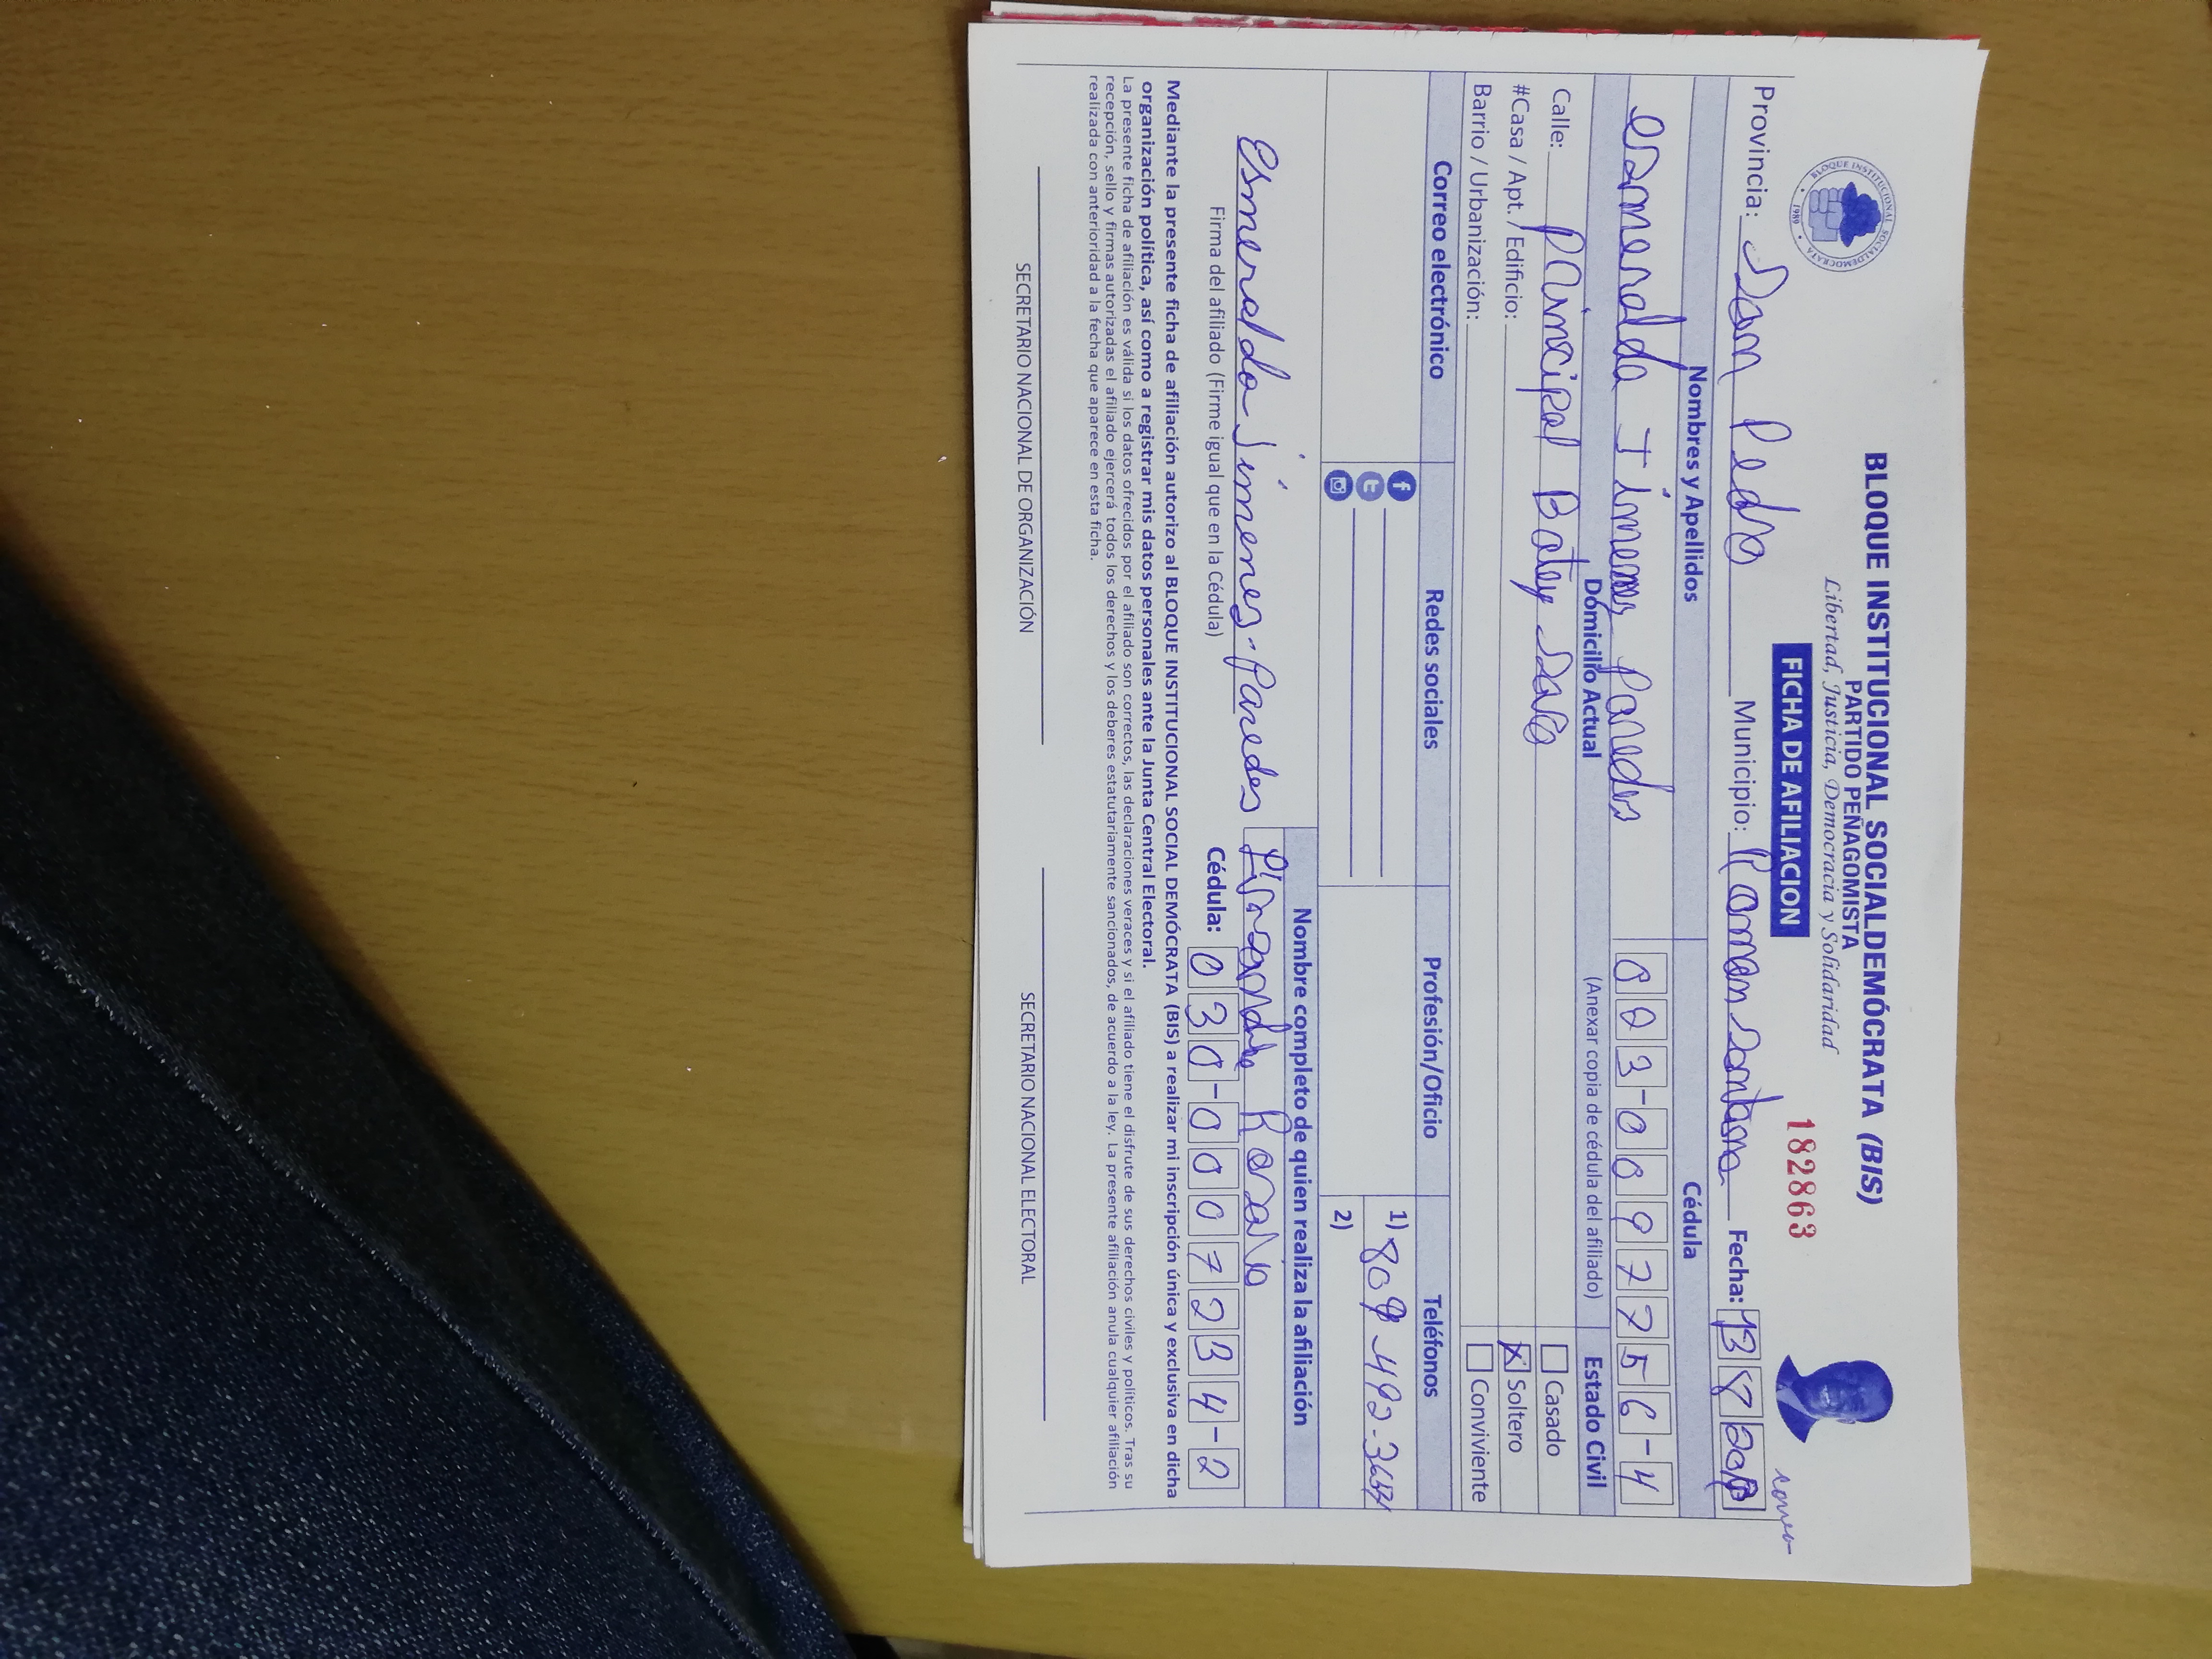 BLOQUE INSTITUCIONAL SOCIALDEMÓCRATA (BIS)
PARTIDO PEÑAGOMISTA
Libertad, Justicia, Democracia y Solidaridad
BLOQUE INSTITUCIONAL SOCIALDEMOCRATA
1989
FICHA DE AFILIACION
182863
Provincia: San Pedro Municipio: Ramon Santana Fecha: 13
Nombres y Apellidos Cédula
esmeralda Jimenes Paredes 023-0097756-4
Domicilio Actual (Anexar copia de cédula del afiliado) Estado Civil
Calle: Principal Batey Casado
#Casa / Apt. / Edificio: X Soltero
Barrio / Urbanización: Conviviente
Correo electrónico Redes sociales Profesión/Oficio Teléfonos
1) 809-492-
2)
Nombre completo de quien realiza la afiliación
Esmeralda Jimenes-Paredes Rosario
Firma del afiliado (Firme igual que en la Cédula) Cédula: 030-0007234-2
Mediante la presente ficha de afiliación autorizo al BLOQUE INSTITUCIONAL SOCIAL DEMÓCRATA (BIS) a realizar mi inscripción única y exclusiva en dicha
organización política, así como a registrar mis datos personales ante la Junta Central Electoral.
La presente ficha de afiliación es válida si los datos ofrecidos por el afiliado son correctos, las declaraciones veraces y si el afiliado tiene el disfrute de sus derechos civiles y políticos. Tras su
recepción, sello y firmas autorizadas el afiliado ejercerá todos los derechos y los deberes estatutariamente sancionados, de acuerdo a la ley. La presente afiliación anula cualquier afiliación
realizada con anterioridad a la fecha que aparece en esta ficha.
SECRETARIO NACIONAL DE ORGANIZACIÓN SECRETARIO NACIONAL ELECTORAL